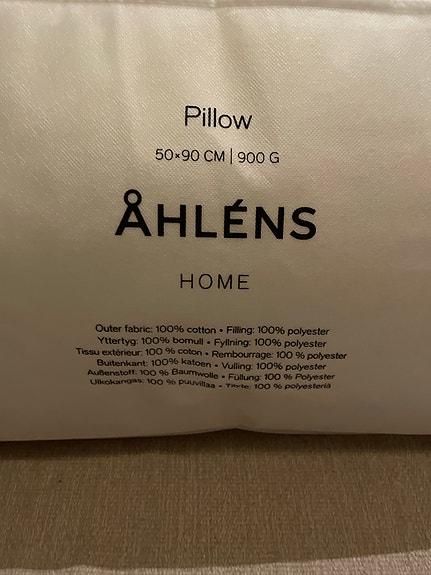 Pillow
50×90 CM | 900 G
ÅHLÉNS
HOME
Outer fabric: 100% cotton • Filling: 100% polyester
Yttertyg: 100% bomull • Fyllning: 100% polyester
Tissu extérieur: 100 % coton • Rembourrage: 100 % polyester
Buitenkant: 100% katoen • Vulling: 100% polyester
Außenstoff: 100 % Baumwolle • Füllung: 100 % Polyester
Ulkokangas: 100 % puuvillaa • Täyte: 100 % polyesteriä